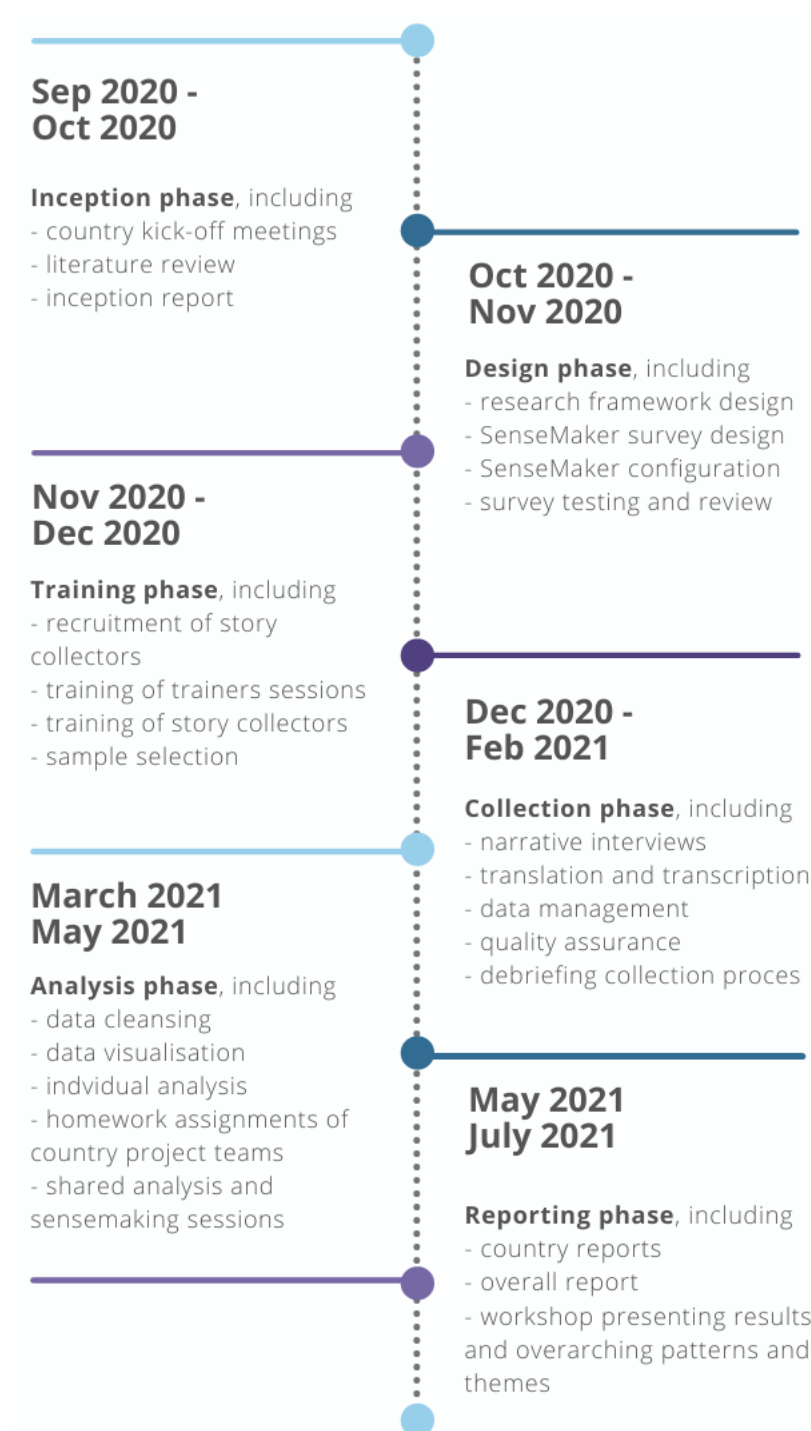 Sep 2020 -
Oct 2020
Inception phase, including
- country kick-off meetings
- literature review
- inception report
Oct 2020 -
Nov 2020
Design phase, including
- research framework design
- SenseMaker survey design
- SenseMaker configuration
- survey testing and review
Nov 2020 -
Dec 2020
Training phase, including
- recruitment of story
collectors
- training of trainers sessions
- training of story collectors
- sample selection
Dec 2020 -
Feb 2021
Collection phase, including
- narrative interviews
- translation and transcription
- data management
- quality assurance
- debriefing collection proces
March 2021
May 2021
Analysis phase, including
- data cleansing
- data visualisation
- indvidual analysis
- homework assignments of
country project teams
- shared analysis and
sensemaking sessions
May 2021
July 2021
Reporting phase, including
- country reports
- overall report
- workshop presenting results
and overarching patterns and
themes